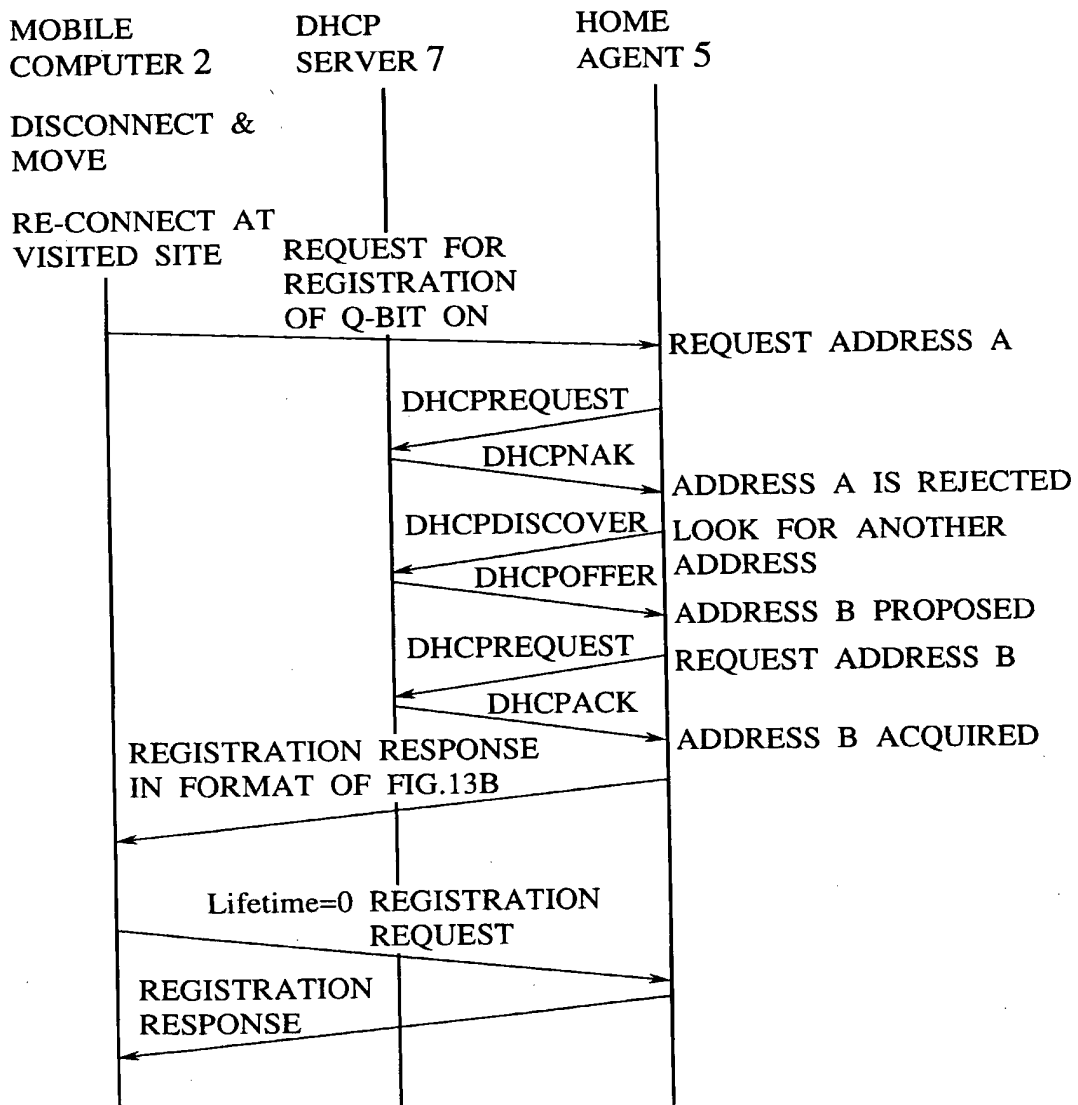 MOBILE
COMPUTER 2
DHCP
SERVER 7
HOME
AGENT 5
DISCONNECT &
MOVE
RE-CONNECT AT
VISITED SITE
REQUEST FOR
REGISTRATION
OF Q-BIT ON
REQUEST ADDRESS A
DHCPREQUEST
DHCPNAK
ADDRESS A IS REJECTED
DHCPDISCOVER
LOOK FOR ANOTHER
ADDRESS
DHCPOFFER
ADDRESS B PROPOSED
DHCPREQUEST
REQUEST ADDRESS B
DHCPACK
ADDRESS B ACQUIRED
REGISTRATION RESPONSE
IN FORMAT OF FIG.13B
Lifetime=0 REGISTRATION
REQUEST
REGISTRATION
RESPONSE